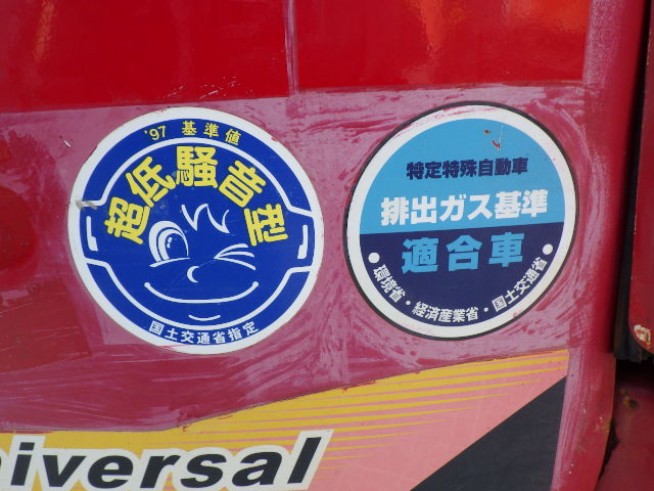 '97 基準値
超低騒音型
国土交通省指定
特定特殊自動車
排出ガス基準
適合車
●環境省・経済産業省・国土交通省●
iversal